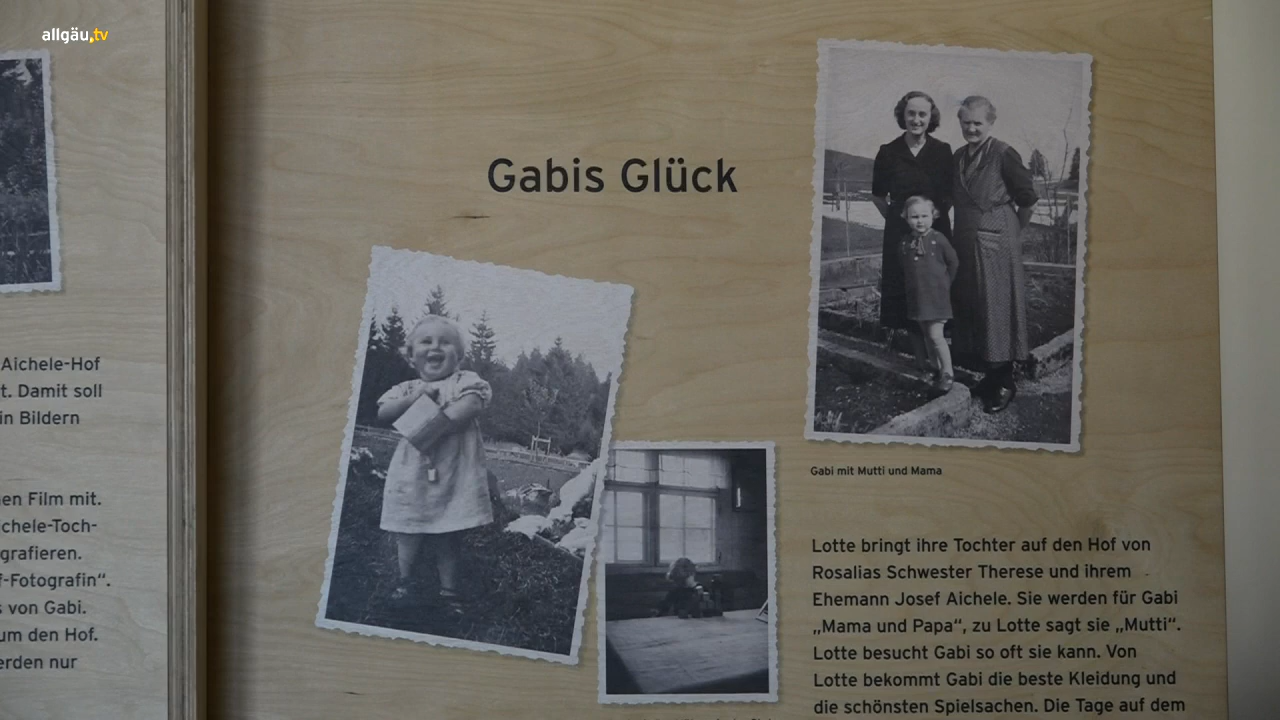 allgäu.tv
Gabis Glück
Aichele-Hof
t. Damit soll
in Bildern
en Film mit.
ichele-Toch-
grafieren.
f-Fotografin“.
s von Gabi.
um den Hof.
erden nur
Gabi mit Mutti und Mama
Lotte bringt ihre Tochter auf den Hof von
Rosalias Schwester Therese und ihrem
Ehemann Josef Aichele. Sie werden für Gabi
„Mama und Papa“, zu Lotte sagt sie „Mutti“.
Lotte besucht Gabi so oft sie kann. Von
Lotte bekommt Gabi die beste Kleidung und
die schönsten Spielsachen. Die Tage auf dem